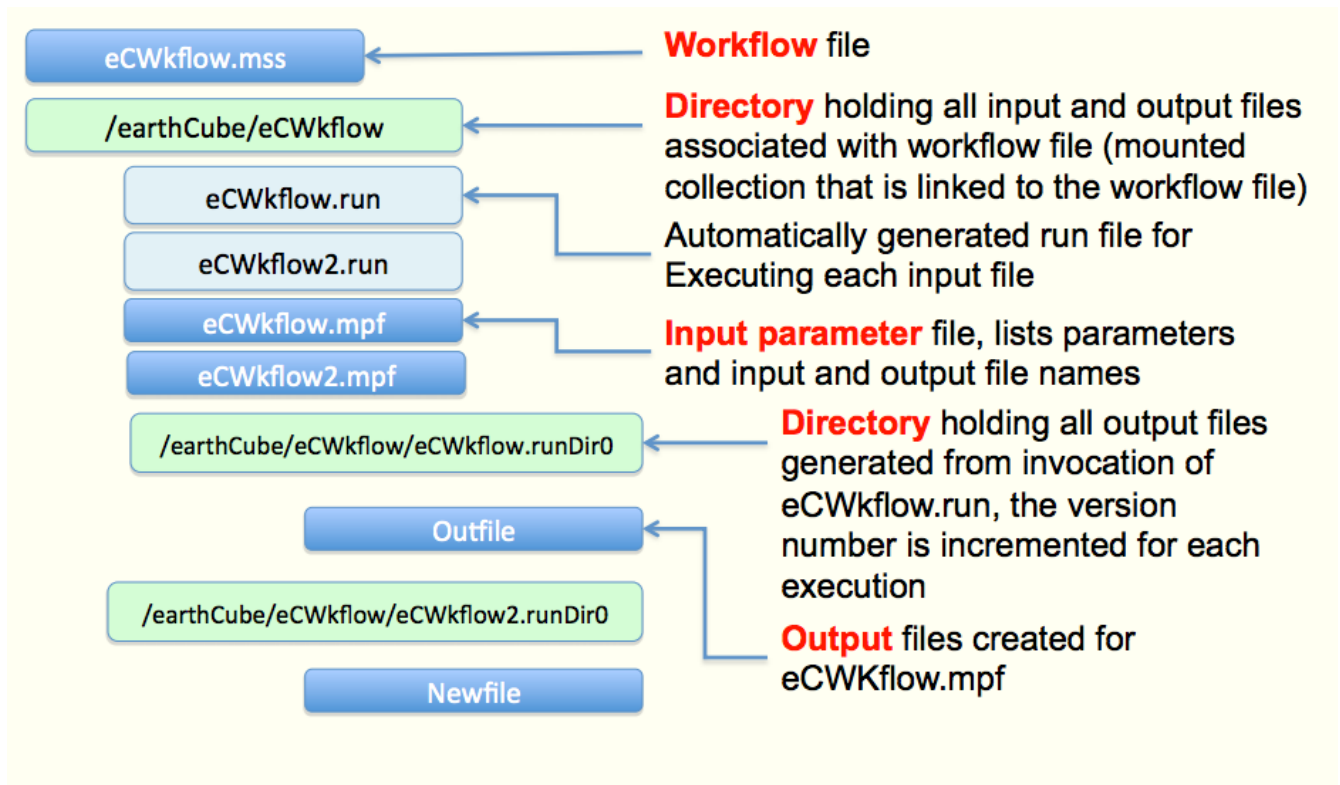 eCWkflow.mss
Workflow file
/earthCube/eCWkflow
Directory holding all input and output files
associated with workflow file (mounted
collection that is linked to the workflow file)
eCWkflow.run
Automatically generated run file for
Executing each input file
eCWkflow2.run
eCWkflow.mpf
Input parameter file, lists parameters
and input and output file names
eCWkflow2.mpf
/earthCube/eCWkflow/eCWkflow.runDir0
Directory holding all output files
generated from invocation of
eCWkflow.run, the version
number is incremented for each
execution
Outfile
/earthCube/eCWkflow/eCWkflow2.runDir0
Output files created for
eCWKflow.mpf
Newfile